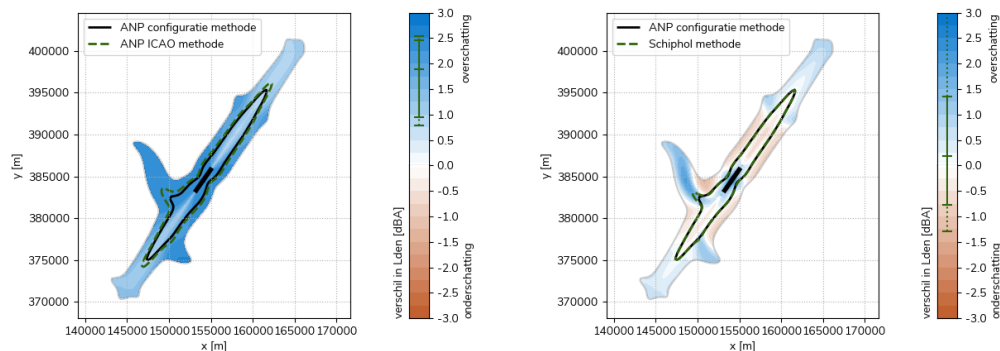 ANP configuratie methode
ANP ICAO methode
400000
395000
390000
385000
380000
375000
370000
y [m]
140000 145000 150000 155000 160000 165000 170000
x [m]
3.0
2.5
2.0
1.5
1.0
0.5
0.0
-0.5
-1.0
-1.5
-2.0
-2.5
-3.0
verschil in Lden [dBA]
onderschatting
overschatting
ANP configuratie methode
Schiphol methode
400000
395000
390000
385000
380000
375000
370000
y [m]
140000 145000 150000 155000 160000 165000 170000
x [m]
3.0
2.5
2.0
1.5
1.0
0.5
0.0
-0.5
-1.0
-1.5
-2.0
-2.5
-3.0
verschil in Lden [dBA]
onderschatting
overschatting